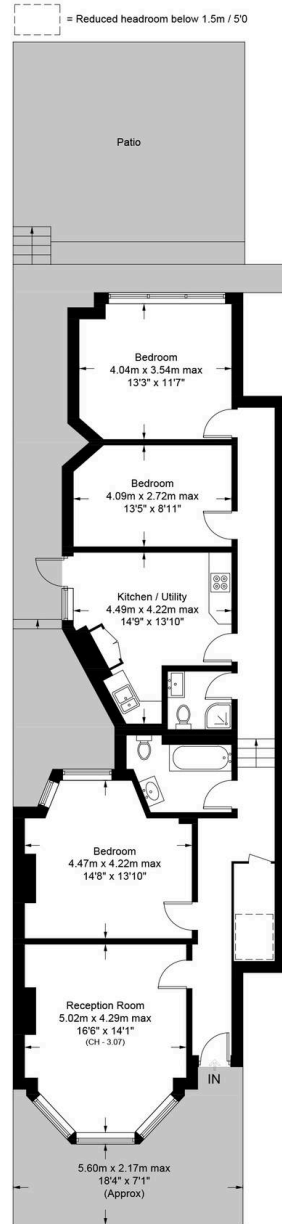 = Reduced headroom below 1.5m / 5'0
Patio
Bedroom
4.04m x 3.54m max
13'3" x 11'7"
Bedroom
4.09m x 2.72m max
13'5" x 8'11"
Kitchen / Utility
4.49m x 4.22m max
14'9" x 13'10"
Bedroom
4.47m x 4.22m max
14'8" x 13'10"
Reception Room
5.02m x 4.29m max
16'6" x 14'1"
(CH - 3.07)
IN
5.60m x 2.17m max
18'4" x 7'1"
(Approx)